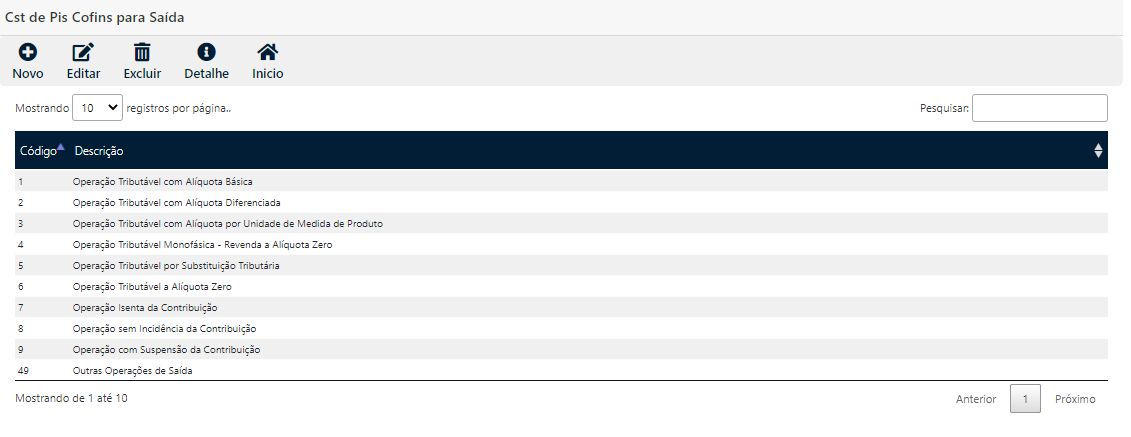 Cst de Pis Cofins para Saída
Novo Editar Excluir Detalhe Inicio
Mostrando 10 registros por página.. Pesquisar:
Código Descrição
1 Operação Tributável com Alíquota Básica
2 Operação Tributável com Alíquota Diferenciada
3 Operação Tributável com Alíquota por Unidade de Medida de Produto
4 Operação Tributável Monofásica - Revenda a Alíquota Zero
5 Operação Tributável por Substituição Tributária
6 Operação Tributável a Alíquota Zero
7 Operação Isenta da Contribuição
8 Operação sem Incidência da Contribuição
9 Operação com Suspensão da Contribuição
49 Outras Operações de Saída
Mostrando de 1 até 10 Anterior 1 Próximo